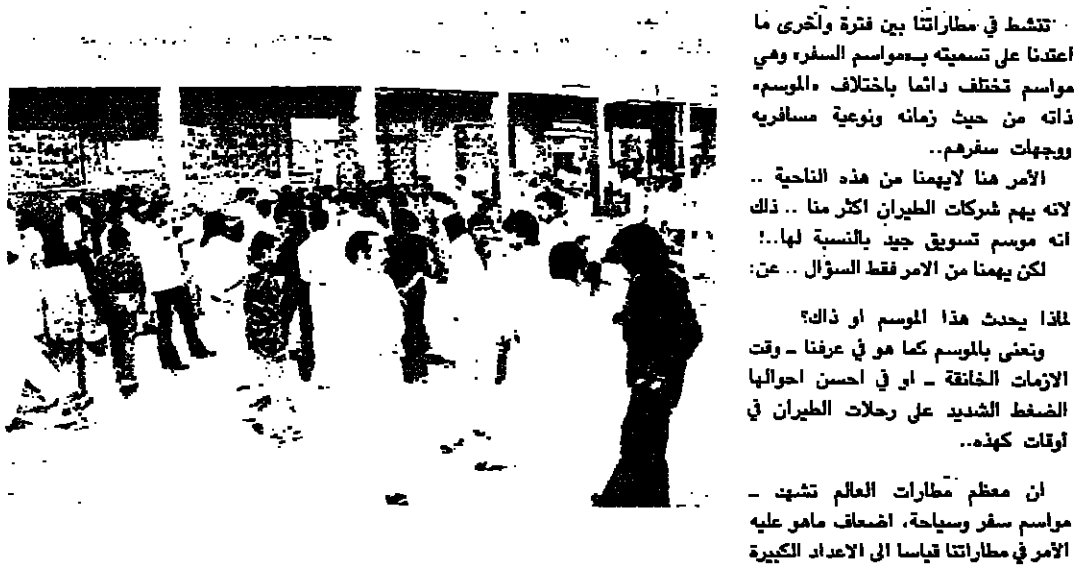 تنشط في مطاراتنا بين فترة وأخرى ما
اعتدنا على تسميته بـ«مواسم السفر» وهي
مواسم تختلف دائما باختلاف «الموسم»
ذاته من حيث زمانه ونوعية مسافريه
ووجهات سفرهم..
الأمر هنا لايهمنا من هذه الناحية ..
لانه يهم شركات الطيران اكثر منا .. ذلك
انه موسم تسويق جيد بالنسبة لها..!
لكن يهمنا من الامر فقط السؤال .. عن:
لماذا يحدث هذا الموسم او ذاك؟
ونعنى بالموسم كما هو في عرفنا ـ وقت
الازمات الخانقة ـ او في احسن احوالها
الضغط الشديد على رحلات الطيران في
أوقات كهذه..
ان معظم مطارات العالم تشهد ـ
مواسم سفر وسياحة، اضعاف ماهو عليه
الأمر في مطاراتنا قياسا الى الاعداد الكبيرة